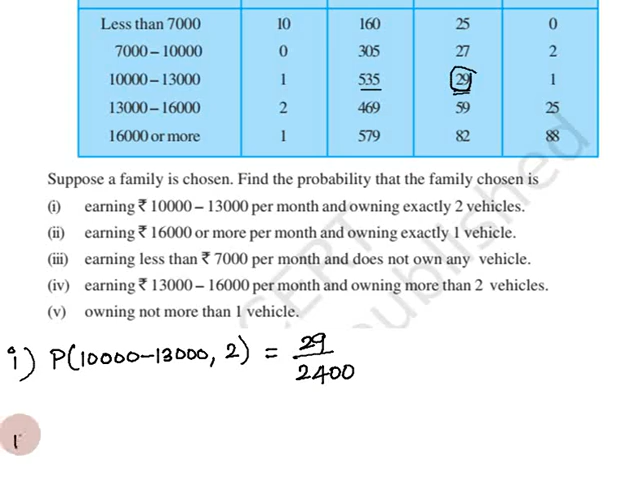 Less than 7000 10 160 25 0
7000 – 10000 0 305 27 2
10000 – 13000 1 535 29 1
13000 – 16000 2 469 59 25
16000 or more 1 579 82 88
Suppose a family is chosen. Find the probability that the family chosen is
(i) earning ₹ 10000 – 13000 per month and owning exactly 2 vehicles.
(ii) earning ₹ 16000 or more per month and owning exactly 1 vehicle.
(iii) earning less than ₹ 7000 per month and does not own any vehicle.
(iv) earning ₹ 13000 – 16000 per month and owning more than 2 vehicles.
(v) owning not more than 1 vehicle.
i) P(10000-13000, 2) = 29/2400